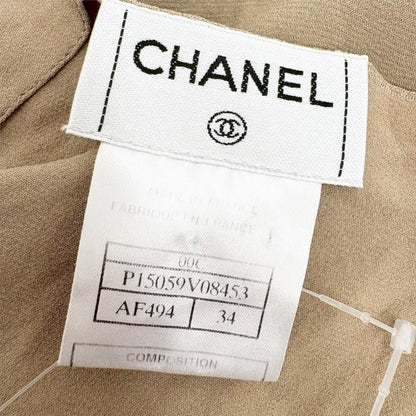 CHANEL
MADE IN FRANCE
FABRIQUE EN FRANCE
00C
P15059V08453
AF494 34
COMPOSITION